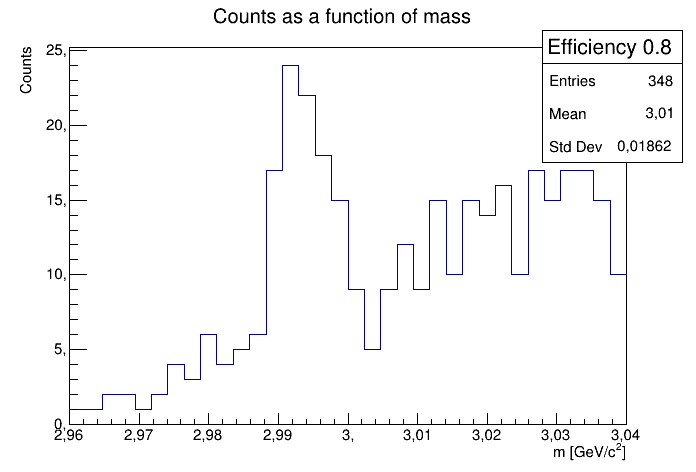 Counts as a function of mass
Efficiency 0.8
Entries 348
Mean 3,01
Std Dev 0,01862
Counts
25,
20,
15,
10,
5,
0,
2,96 2,97 2,98 2,99 3, 3,01 3,02 3,03 3,04
m [GeV/c²]